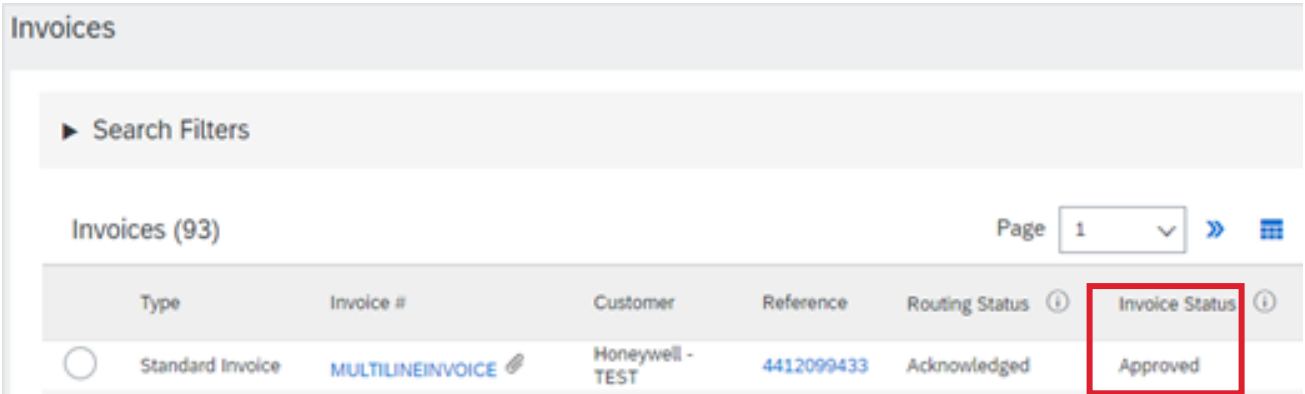 Invoices
Search Filters
Invoices (93)
Page 1
Type Invoice # Customer Reference Routing Status Invoice Status
Standard Invoice MULTILINEINVOICE Honeywell - TEST 4412099433 Acknowledged Approved